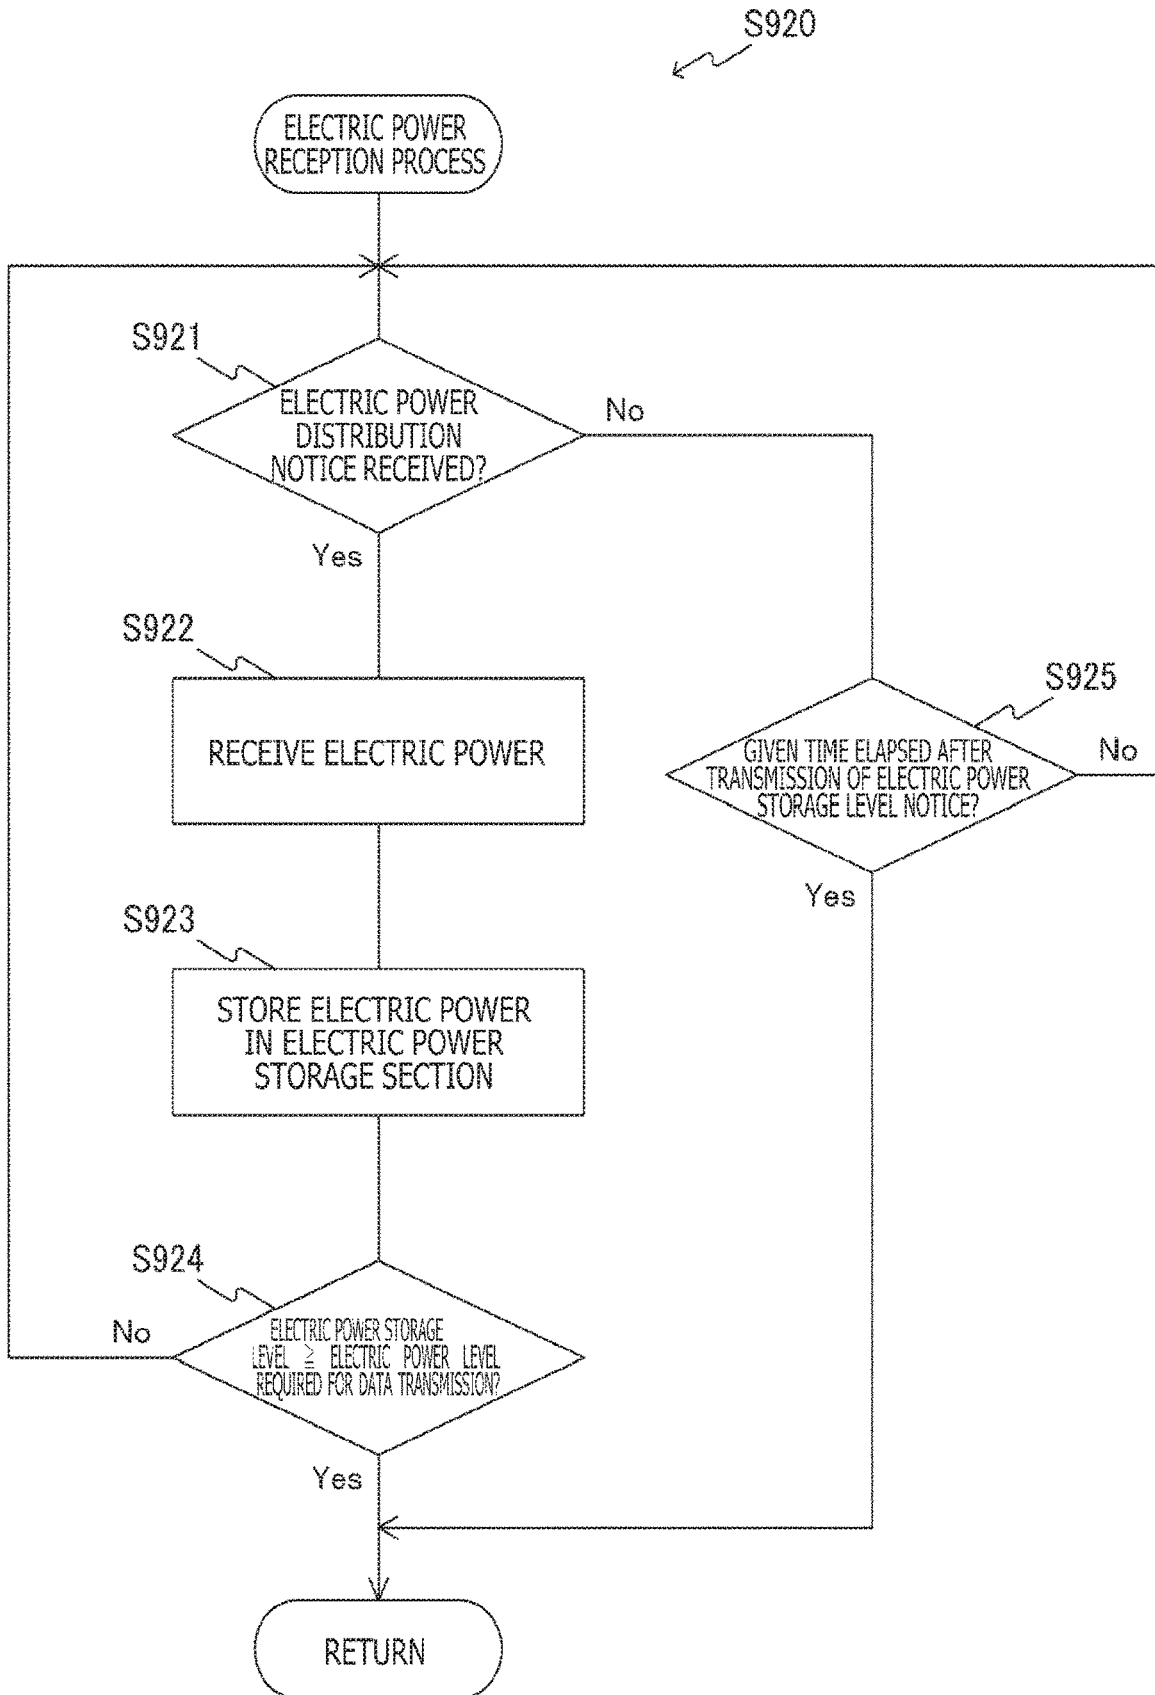 S920
ELECTRIC POWER
RECEPTION PROCESS
S921
ELECTRIC POWER
DISTRIBUTION
NOTICE RECEIVED?
No
Yes
S922
RECEIVE ELECTRIC POWER
S925
GIVEN TIME ELAPSED AFTER
TRANSMISSION OF ELECTRIC POWER
STORAGE LEVEL NOTICE?
No
Yes
S923
STORE ELECTRIC POWER
IN ELECTRIC POWER
STORAGE SECTION
S924
ELECTRIC POWER STORAGE
LEVEL ≧ ELECTRIC POWER LEVEL
REQUIRED FOR DATA TRANSMISSION?
No
Yes
RETURN